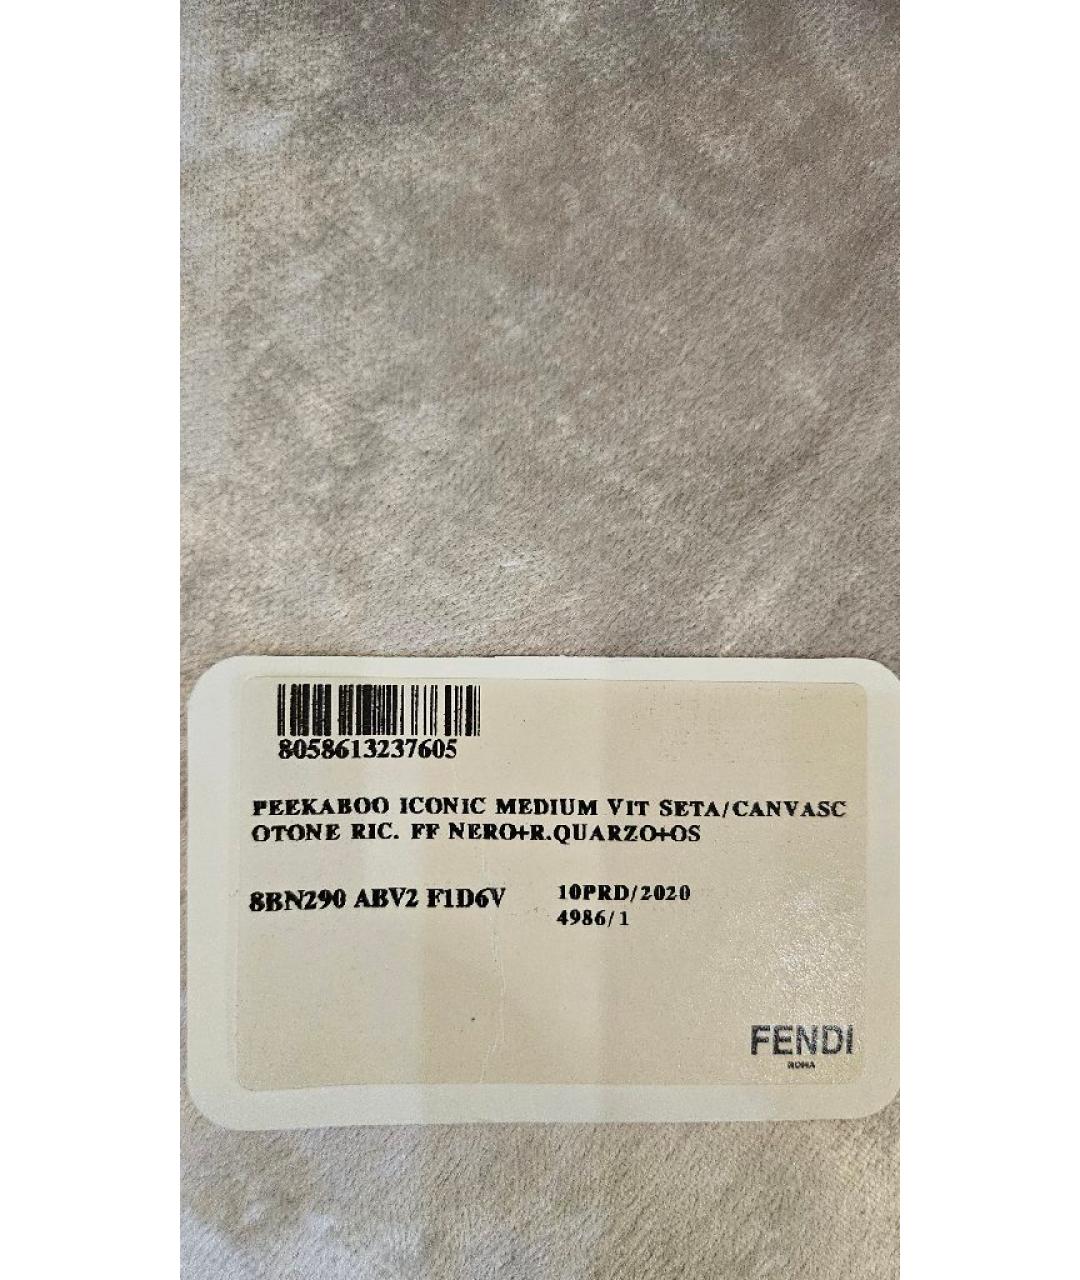 8058613237605
PEEKABOO ICONIC MEDIUM VIT SETA/CANVASC
OTONE RIC. FF NERO+R.QUARZO+OS
8BN290 ABV2 F1D6V
10PRD/2020
4986/1
FENDI
ROMA